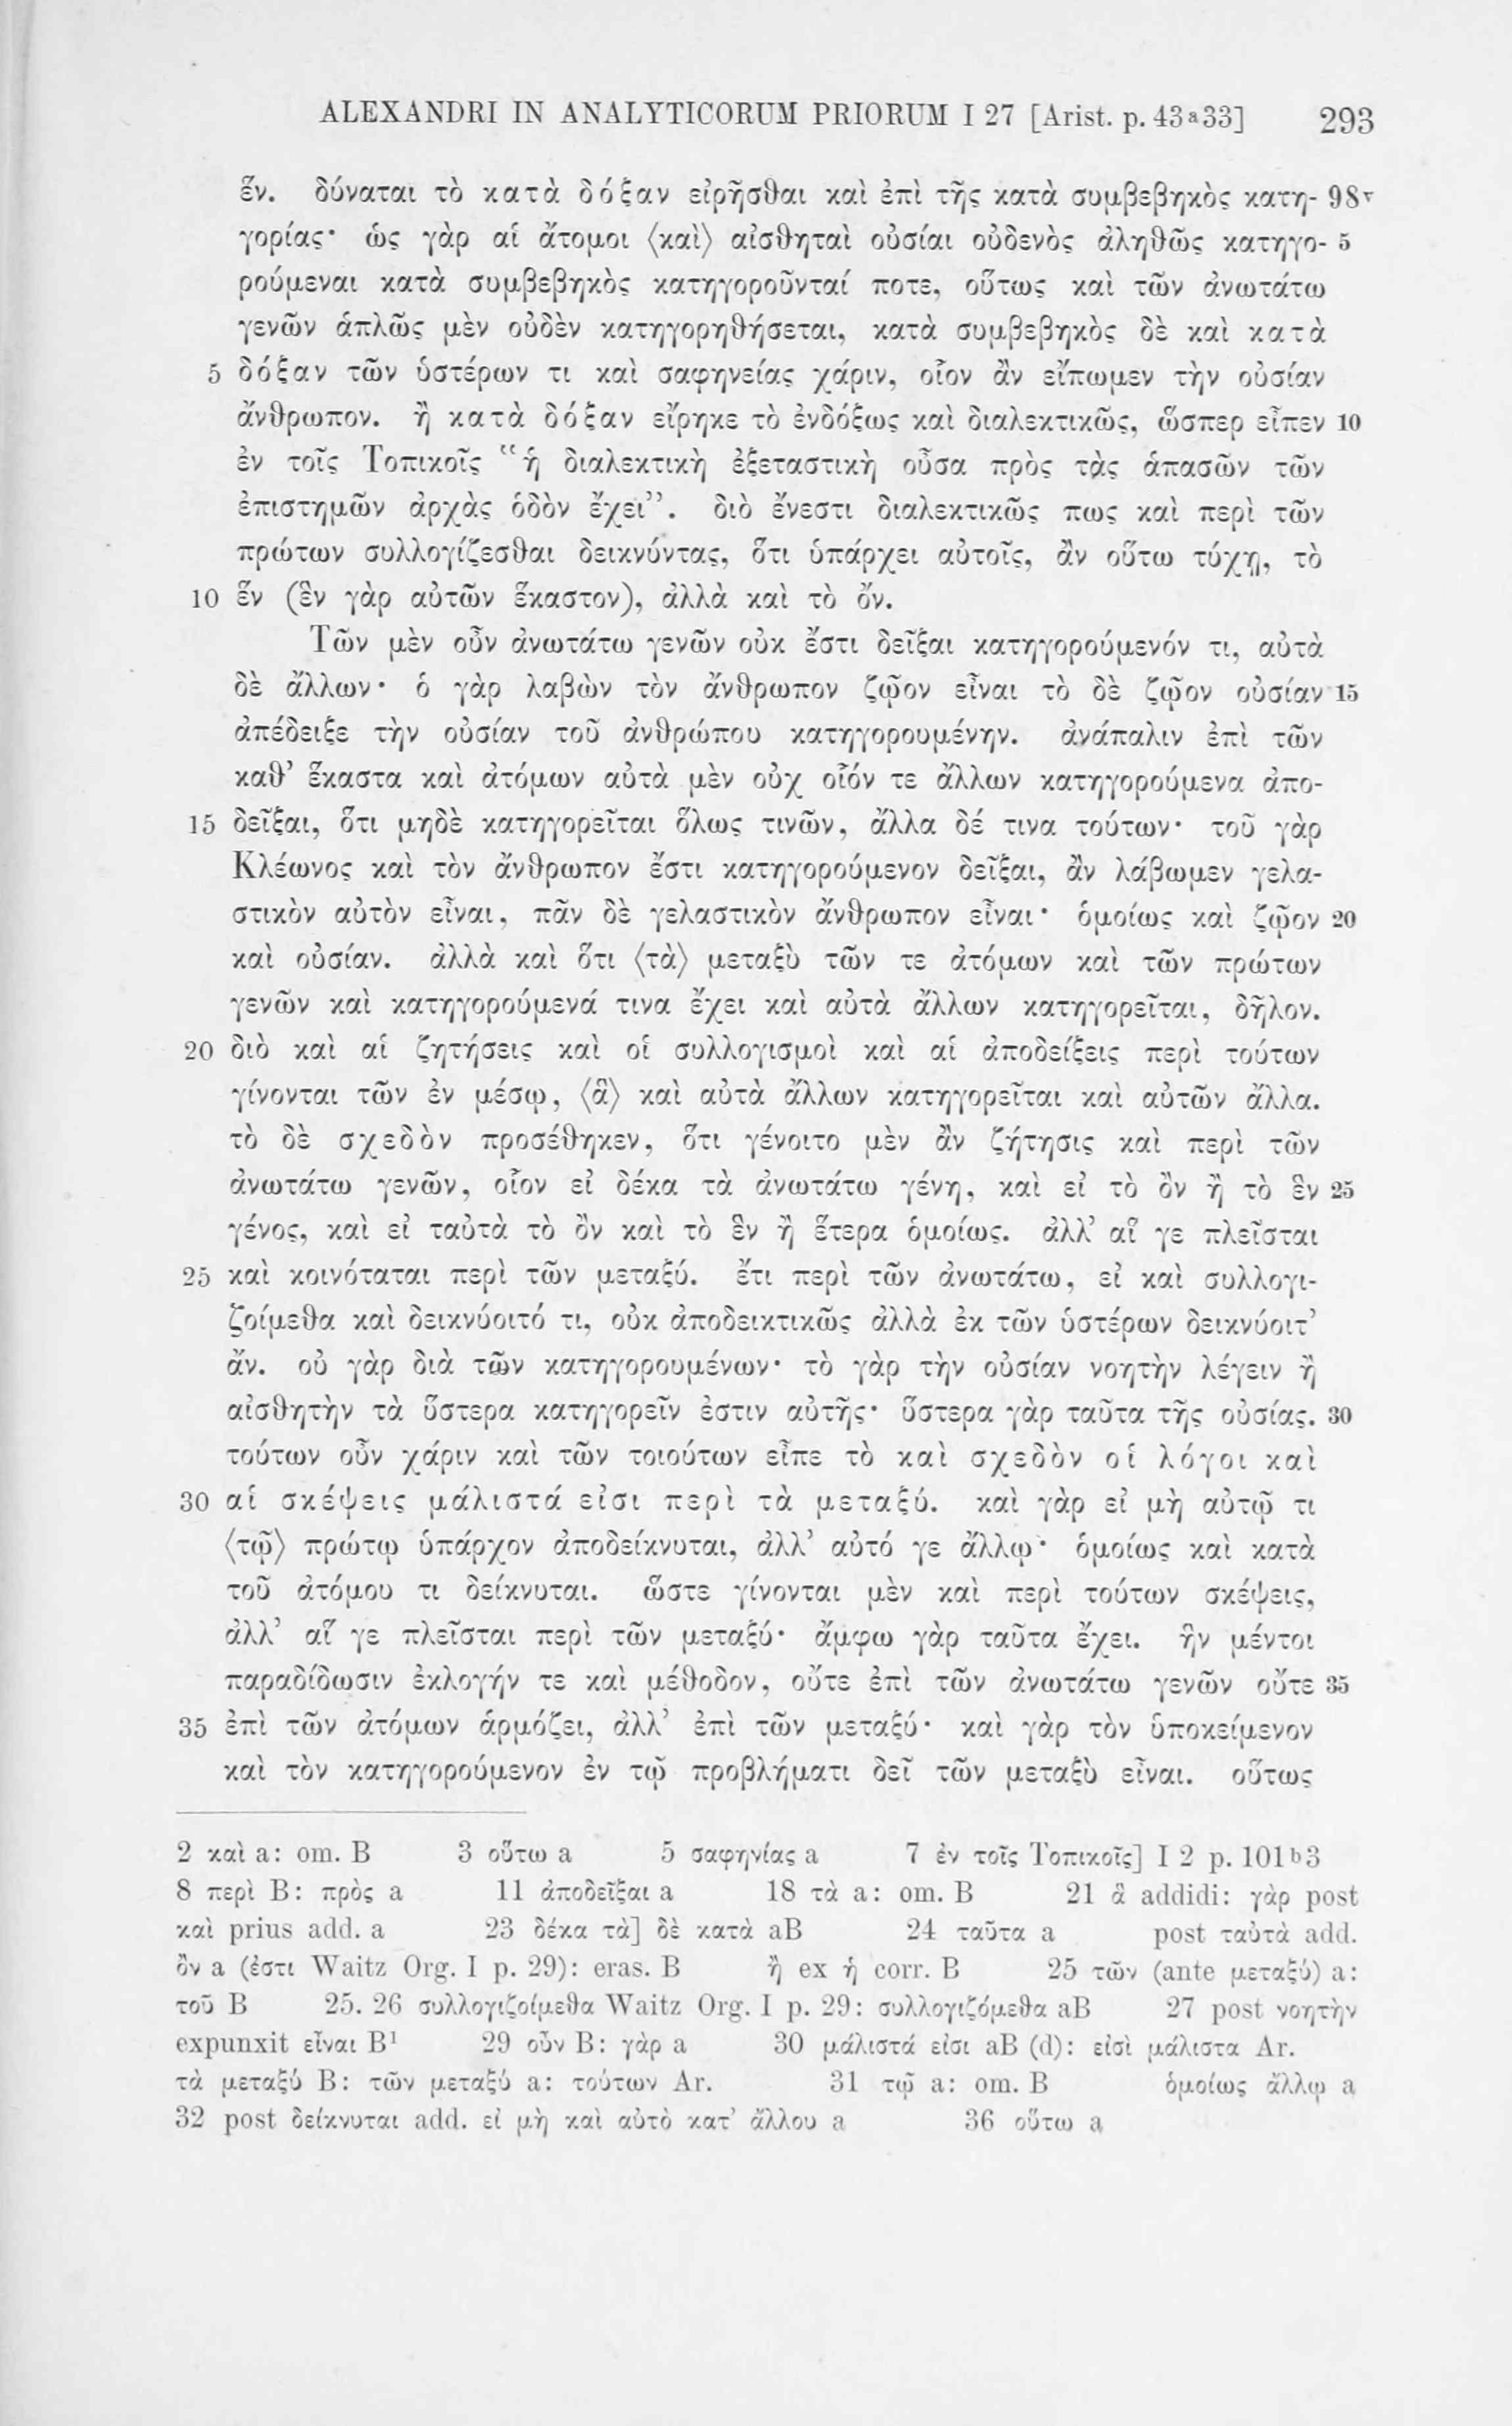 ALEXANDRI IN ANALYTICORUM PRIORUM I 27 [Arist. p. 43a33] 293
ἕν. δύναται τὸ κατὰ δόξαν εἰρῆσθαι καὶ ἐπὶ τῆς κατὰ συμβεβηκὸς κατη- 98v
γορίας· ὡς γὰρ αἱ ἄτομοι ⟨καὶ⟩ αἰσθηταὶ οὐσίαι οὐδενὸς ἀληθῶς κατηγο- 5
ρούμεναι κατὰ συμβεβηκὸς κατηγοροῦνταί ποτε, οὕτως καὶ τῶν ἀνωτάτω
γενῶν ἁπλῶς μὲν οὐδὲν κατηγορηθήσεται, κατὰ συμβεβηκὸς δὲ καὶ κατὰ
5 δόξαν τῶν ὑστέρων τι καὶ σαφηνείας χάριν, οἷον ἂν εἴπωμεν τὴν οὐσίαν
ἄνθρωπον. ἢ κατὰ δόξαν εἴρηκε τὸ ἐνδόξως καὶ διαλεκτικῶς, ὥσπερ εἶπεν 10
ἐν τοῖς Τοπικοῖς “ἡ διαλεκτικὴ ἐξεταστικὴ οὖσα πρὸς τὰς ἁπασῶν τῶν
ἐπιστημῶν ἀρχὰς ὁδὸν ἔχει”. διὸ ἔνεστι διαλεκτικῶς πως καὶ περὶ τῶν
πρώτων συλλογίζεσθαι δεικνύντας, ὅτι ὑπάρχει αὐτοῖς, ἂν οὕτω τύχῃ, τὸ
10 ἕν (ἓν γὰρ αὐτῶν ἕκαστον), ἀλλὰ καὶ τὸ ὄν.
Τῶν μὲν οὖν ἀνωτάτω γενῶν οὐκ ἔστι δεῖξαι κατηγορούμενόν τι, αὐτὰ
δὲ ἄλλων· ὁ γὰρ λαβὼν τὸν ἄνθρωπον ζῷον εἶναι τὸ δὲ ζῷον οὐσίαν 15
ἀπέδειξε τὴν οὐσίαν τοῦ ἀνθρώπου κατηγορουμένην. ἀνάπαλιν ἐπὶ τῶν
καθ’ ἕκαστα καὶ ἀτόμων αὐτὰ μὲν οὐχ οἷόν τε ἄλλων κατηγορούμενα ἀπο-
15 δεῖξαι, ὅτι μηδὲ κατηγορεῖται ὅλως τινῶν, ἄλλα δέ τινα τούτων· τοῦ γὰρ
Κλέωνος καὶ τὸν ἄνθρωπον ἔστι κατηγορούμενον δεῖξαι, ἂν λάβωμεν γελα-
στικὸν αὐτὸν εἶναι, πᾶν δὲ γελαστικὸν ἄνθρωπον εἶναι· ὁμοίως καὶ ζῷον 20
καὶ οὐσίαν. ἀλλὰ καὶ ὅτι ⟨τὰ⟩ μεταξὺ τῶν τε ἀτόμων καὶ τῶν πρώτων
γενῶν καὶ κατηγορούμενά τινα ἔχει καὶ αὐτὰ ἄλλων κατηγορεῖται, δῆλον.
20 διὸ καὶ αἱ ζητήσεις καὶ οἱ συλλογισμοὶ καὶ αἱ ἀποδείξεις περὶ τούτων
γίνονται τῶν ἐν μέσῳ, ⟨ἃ⟩ καὶ αὐτὰ ἄλλων κατηγορεῖται καὶ αὐτῶν ἄλλα.
τὸ δὲ σχεδὸν προσέθηκεν, ὅτι γένοιτο μὲν ἂν ζήτησις καὶ περὶ τῶν
ἀνωτάτω γενῶν, οἷον εἰ δέκα τὰ ἀνωτάτω γένη, καὶ εἰ τὸ ὂν ἢ τὸ ἓν 25
γένος, καὶ εἰ ταὐτὰ τὸ ὂν καὶ τὸ ἓν ἢ ἕτερα ὁμοίως. ἀλλ’ αἵ γε πλεῖσται
25 καὶ κοινόταται περὶ τῶν μεταξύ. ἔτι περὶ τῶν ἀνωτάτω, εἰ καὶ συλλογι-
ζοίμεθα καὶ δεικνύοιτό τι, οὐκ ἀποδεικτικῶς ἀλλὰ ἐκ τῶν ὑστέρων δεικνύοιτ’
ἄν. οὐ γὰρ διὰ τῶν κατηγορουμένων· τὸ γὰρ τὴν οὐσίαν νοητὴν λέγειν ἢ
αἰσθητὴν τὰ ὕστερα κατηγορεῖν ἐστιν αὐτῆς· ὕστερα γὰρ ταῦτα τῆς οὐσίας. 30
τούτων οὖν χάριν καὶ τῶν τοιούτων εἶπε τὸ καὶ σχεδὸν οἱ λόγοι καὶ
30 αἱ σκέψεις μάλιστά εἰσι περὶ τὰ μεταξύ. καὶ γὰρ εἰ μὴ αὐτῷ τι
⟨τῷ⟩ πρώτῳ ὑπάρχον ἀποδείκνυται, ἀλλ’ αὐτό γε ἄλλῳ· ὁμοίως καὶ κατὰ
τοῦ ἀτόμου τι δείκνυται. ὥστε γίνονται μὲν καὶ περὶ τούτων σκέψεις,
ἀλλ’ αἵ γε πλεῖσται περὶ τῶν μεταξύ· ἄμφω γὰρ ταῦτα ἔχει. ἣν μέντοι
παραδίδωσιν ἐκλογήν τε καὶ μέθοδον, οὔτε ἐπὶ τῶν ἀνωτάτω γενῶν οὔτε 35
35 ἐπὶ τῶν ἀτόμων ἁρμόζει, ἀλλ’ ἐπὶ τῶν μεταξύ· καὶ γὰρ τὸν ὑποκείμενον
καὶ τὸν κατηγορούμενον ἐν τῷ προβλήματι δεῖ τῶν μεταξὺ εἶναι. οὕτως
2 καὶ a: om. B 3 οὕτω a 5 σαφηνίας a 7 ἐν τοῖς Τοπικοῖς] I 2 p. 101b3
8 περὶ B: πρὸς a 11 ἀποδεῖξαι a 18 τὰ a: om. B 21 ἃ addidi: γὰρ post
καὶ prius add. a 23 δέκα τὰ] δὲ κατὰ aB 24 ταῦτα a post ταὐτὰ add.
ὂν a (ἐστι Waitz Org. I p. 29): eras. B ἢ ex ἡ corr. B 25 τῶν (ante μεταξύ) a:
τοῦ B 25. 26 συλλογιζοίμεθα Waitz Org. I p. 29: συλλογιζόμεθα aB 27 post νοητὴν
expunxit εἶναι B1 29 οὖν B: γὰρ a 30 μάλιστά εἰσι aB (d): εἰσὶ μάλιστα Ar.
τὰ μεταξύ B: τῶν μεταξύ a: τούτων Ar. 31 τῷ a: om. B ὁμοίως ἄλλῳ a
32 post δείκνυται add. εἰ μὴ καὶ αὐτὸ κατ’ ἄλλου a 36 οὕτω a